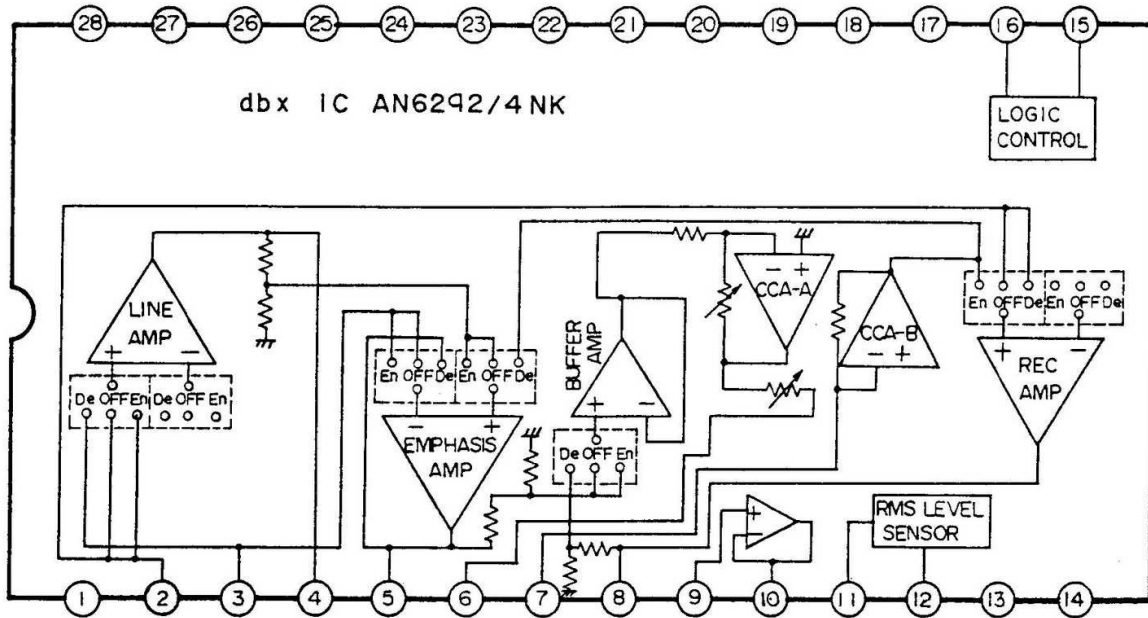 28 27 26 25 24 23 22 21 20 19 18 17 16 15
dbx IC AN6292/4NK
LOGIC
CONTROL
LINE
AMP
+ −
De OFF En De OFF En
En OFF De En OFF De
− +
EMPHASIS
AMP
BUFFER
AMP
+ −
De OFF En
− +
CCA-A
CCA-B
− +
En OFF De En OFF De
+ −
REC
AMP
+
−
RMS LEVEL
SENSOR
1 2 3 4 5 6 7 8 9 10 11 12 13 14